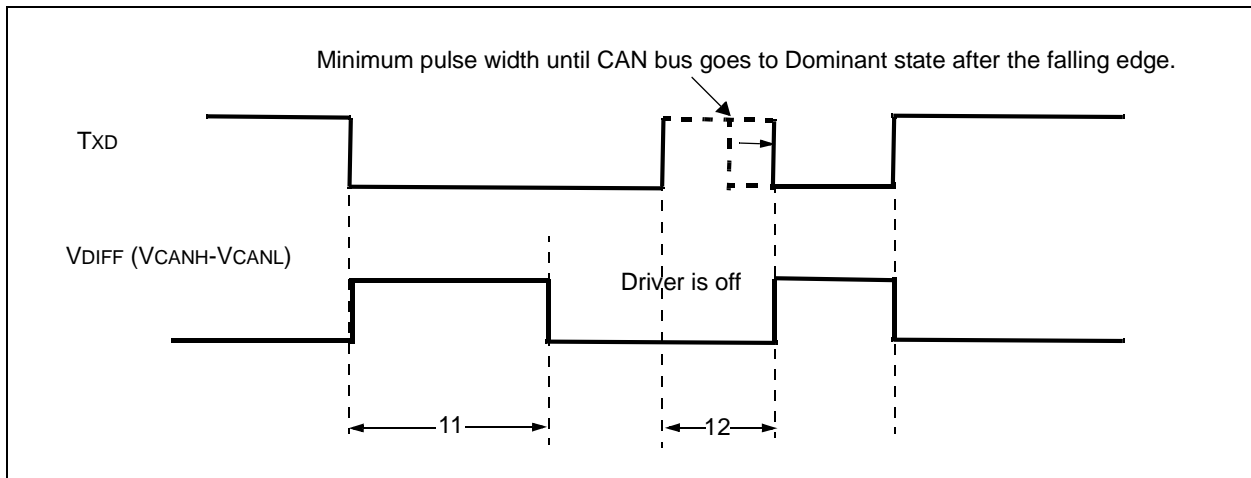 Minimum pulse width until CAN bus goes to Dominant state after the falling edge.
TXD
VDIFF (VCANH-VCANL)
Driver is off
11
12